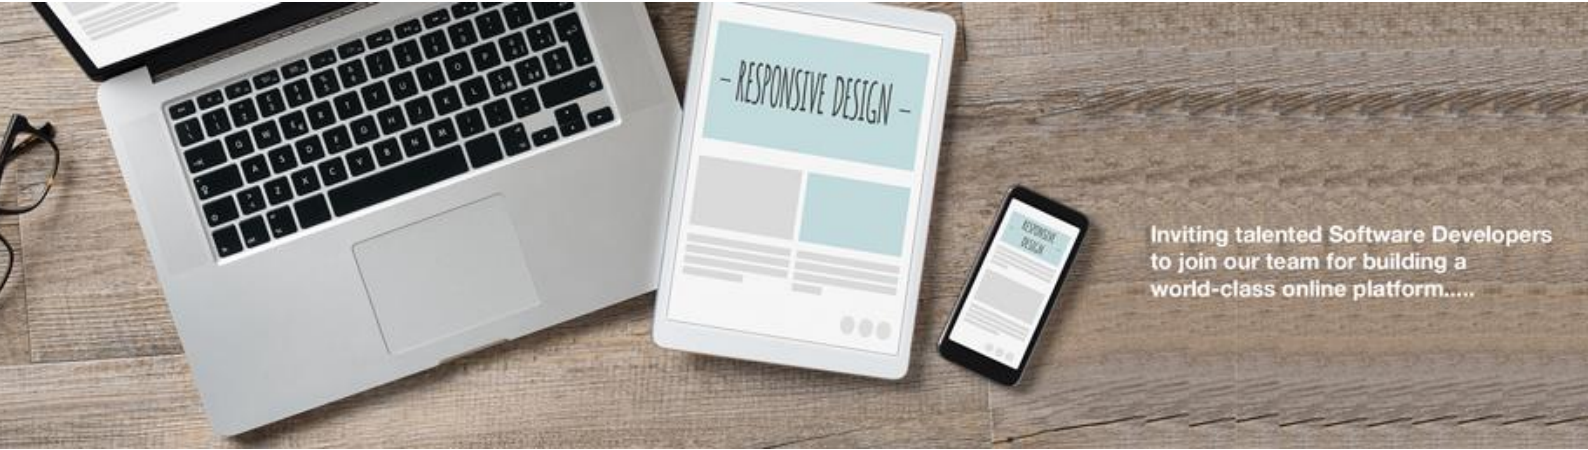 - RESPONSIVE DESIGN -
RESPONSIVE
DESIGN
Inviting talented Software Developers
to join our team for building a
world-class online platform.....